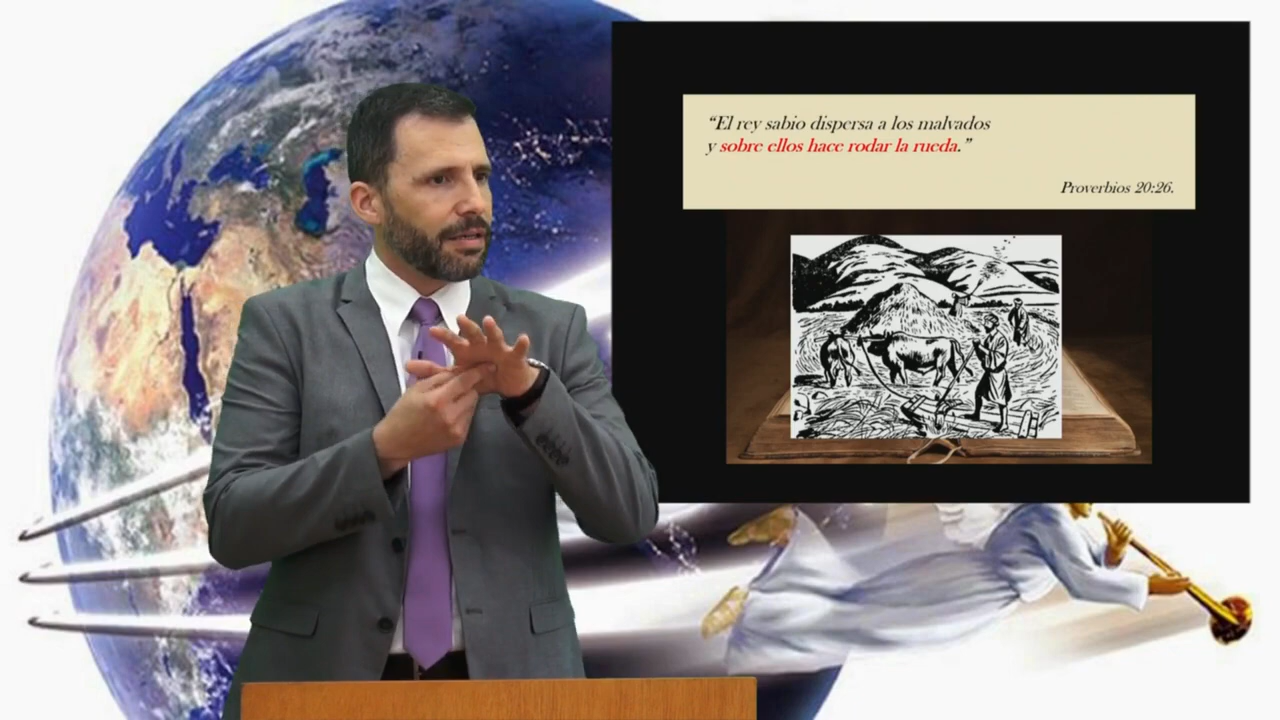 “El rey sabio dispersa a los malvados
y sobre ellos hace rodar la rueda.”
Proverbios 20:26.